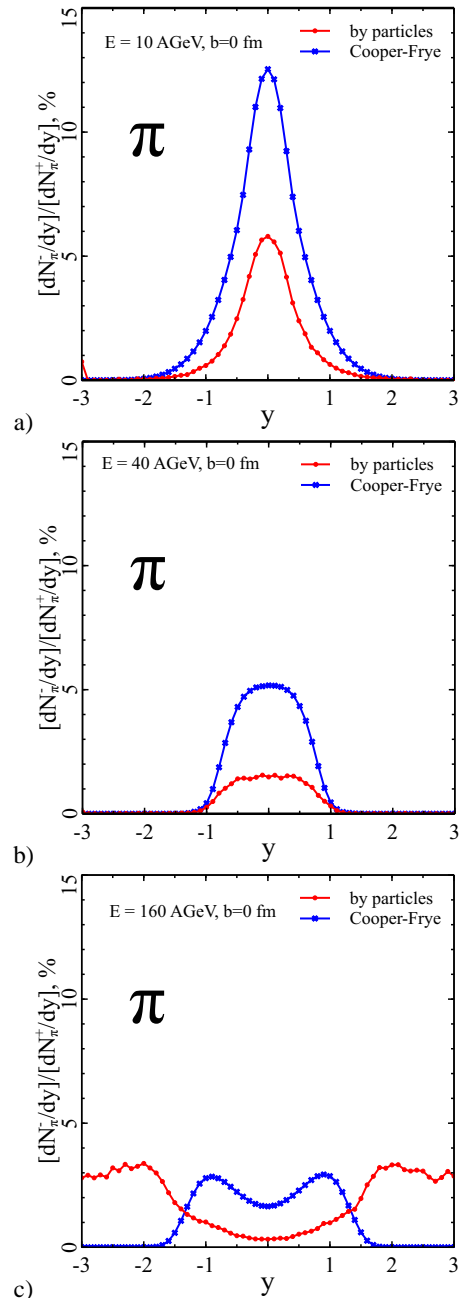 15
10
5
0
[dN⁻π/dy]/[dN⁺π/dy], %
E = 10 AGeV, b=0 fm
by particles
Cooper-Frye
π
-3 -2 -1 0 1 2 3
y
a)
15
10
5
0
[dN⁻π/dy]/[dN⁺π/dy], %
E = 40 AGeV, b=0 fm
by particles
Cooper-Frye
π
-3 -2 -1 0 1 2 3
y
b)
15
10
5
0
[dN⁻π/dy]/[dN⁺π/dy], %
E = 160 AGeV, b=0 fm
by particles
Cooper-Frye
π
-3 -2 -1 0 1 2 3
y
c)